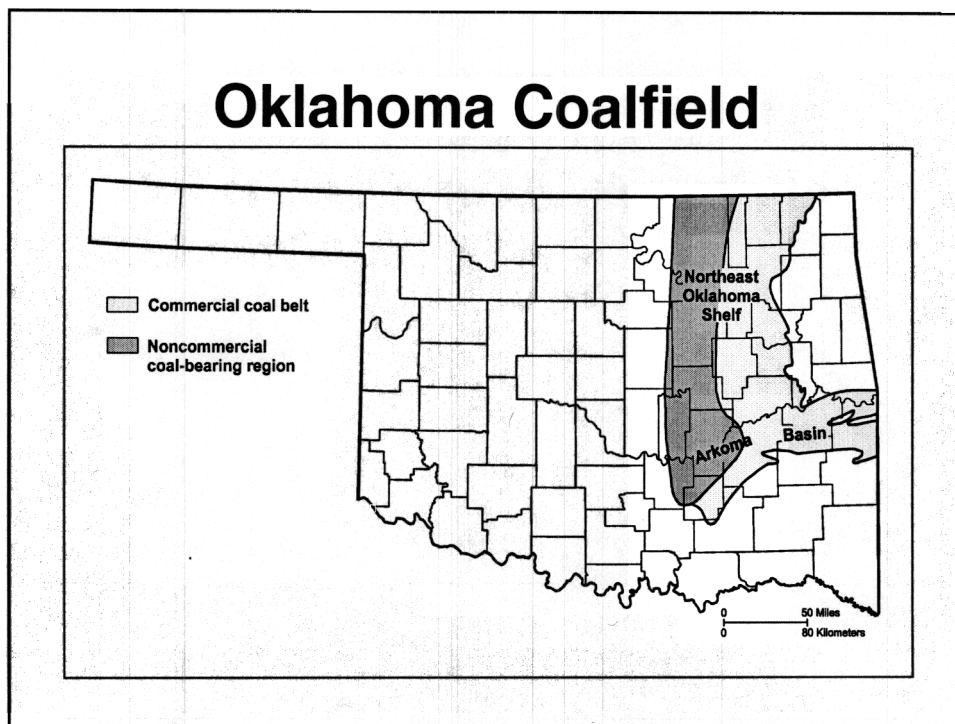 Oklahoma Coalfield
Commercial coal belt
Noncommercial
coal-bearing region
Northeast
Oklahoma
Shelf
Arkoma
Basin
0 50 Miles
0 80 Kilometers